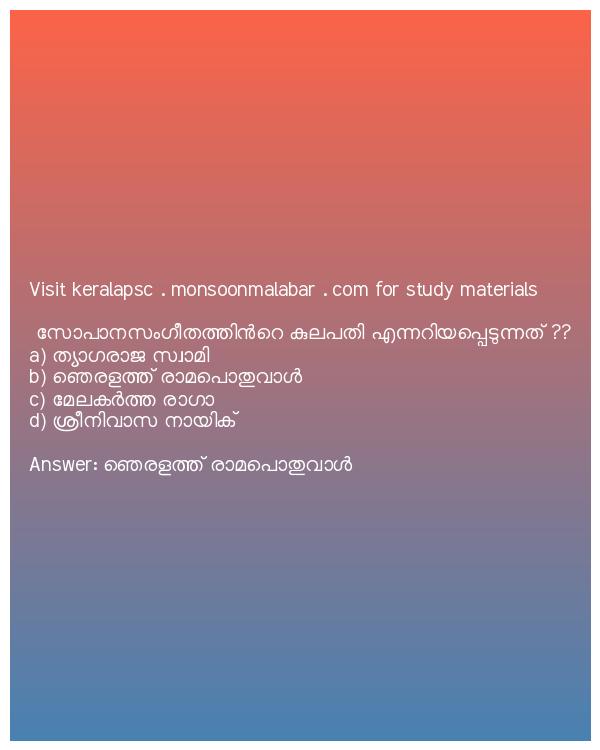 Visit keralapsc . monsoonmalabar . com for study materials
സോപാനസംഗീതത്തിൻറെ കുലപതി എന്നറിയപ്പെടുന്നത് ??
a) ത്യാഗരാജ സ്വാമി
b) ഞെരളത്ത് രാമപൊതുവാൾ
c) മേലകർത്ത രാഗാ
d) ശ്രീനിവാസ നായിക്
Answer: ഞെരളത്ത് രാമപൊതുവാൾ